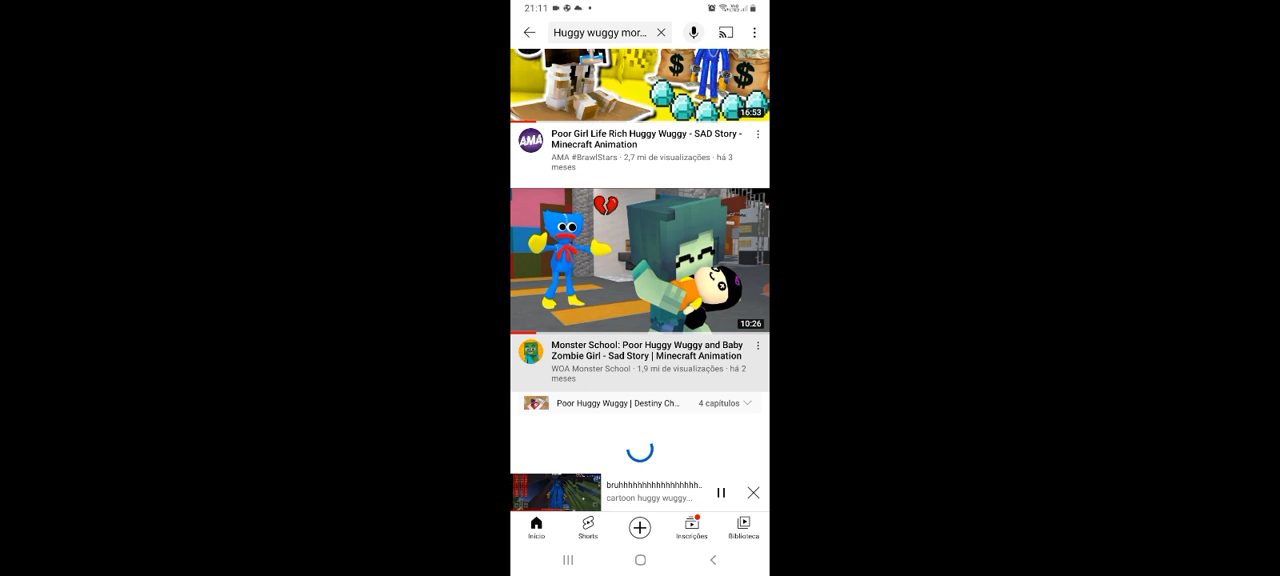 21:11
Huggy wuggy mor...
$
$
16:53
AMA
Poor Girl Life Rich Huggy Wuggy - SAD Story -
Minecraft Animation
AMA #BrawlStars · 2,7 mi de visualizações · há 3
meses
10:26
Monster School: Poor Huggy Wuggy and Baby
Zombie Girl - Sad Story | Minecraft Animation
WOA Monster School · 1,9 mi de visualizações · há 2
meses
Poor Huggy Wuggy | Destiny Ch...
4 capítulos
bruhhhhhhhhhhhhhhhhh..
cartoon huggy wuggy...
Início
Shorts
Inscrições
Biblioteca